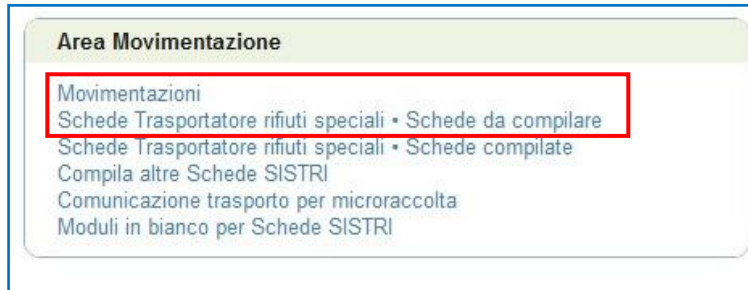 Area Movimentazione
Movimentazioni
Schede Trasportatore rifiuti speciali • Schede da compilare
Schede Trasportatore rifiuti speciali • Schede compilate
Compila altre Schede SISTRI
Comunicazione trasporto per microraccolta
Moduli in bianco per Schede SISTRI